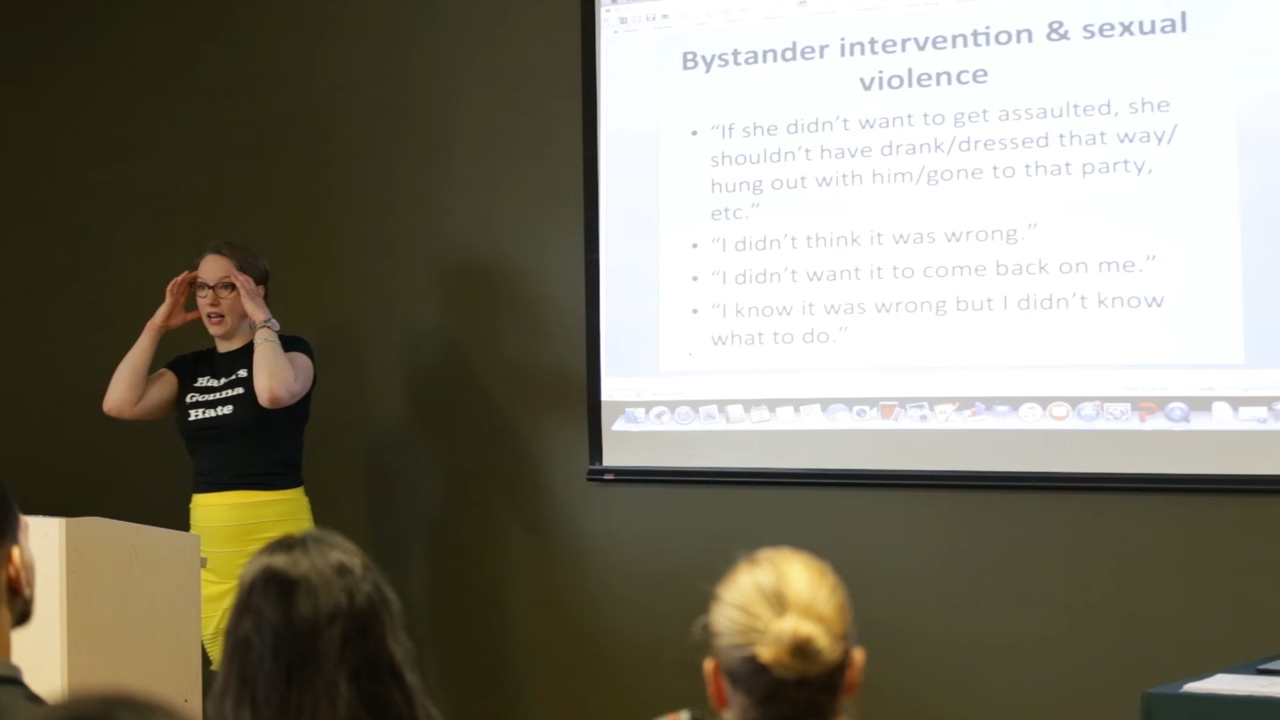 Bystander intervention & sexual
violence
• “If she didn’t want to get assaulted, she
shouldn’t have drank/dressed that way/
hung out with him/gone to that party,
etc.”
• “I didn’t think it was wrong.”
• “I didn’t want it to come back on me.”
• “I know it was wrong but I didn’t know
what to do.”
Haters
Gonna
Hate